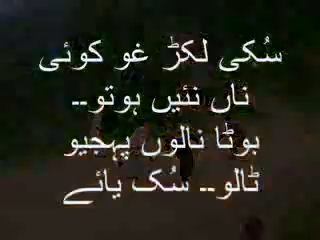 سُکی لکڑ غو کوئی
ناں نئیں ہوتو۔۔
بوٹا نالوں پہجیو
ٹالو۔۔ سُک یائے